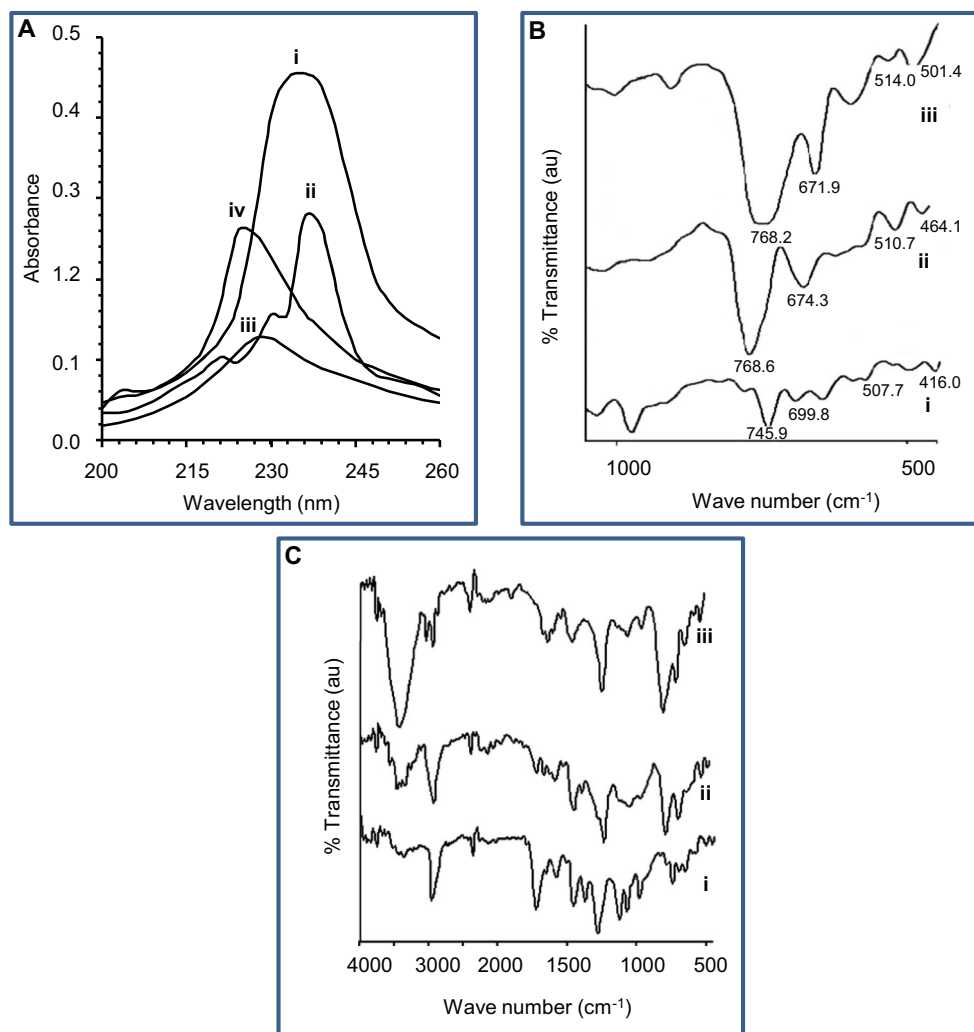 A
0.5
0.4
0.3
1.2
0.1
0.0
Absorbance
i
ii
iv
iii
200 215 230 245 260
Wavelength (nm)
B
% Transmittance (au)
514.0 501.4
iii
671.9
768.2
464.1
510.7
ii
674.3
768.6
507.7 416.0
i
699.8
745.9
1000 500
Wave number (cm-1)
C
% Transmittance (au)
iii
ii
i
4000 3000 2000 1500 1000 500
Wave number (cm-1)